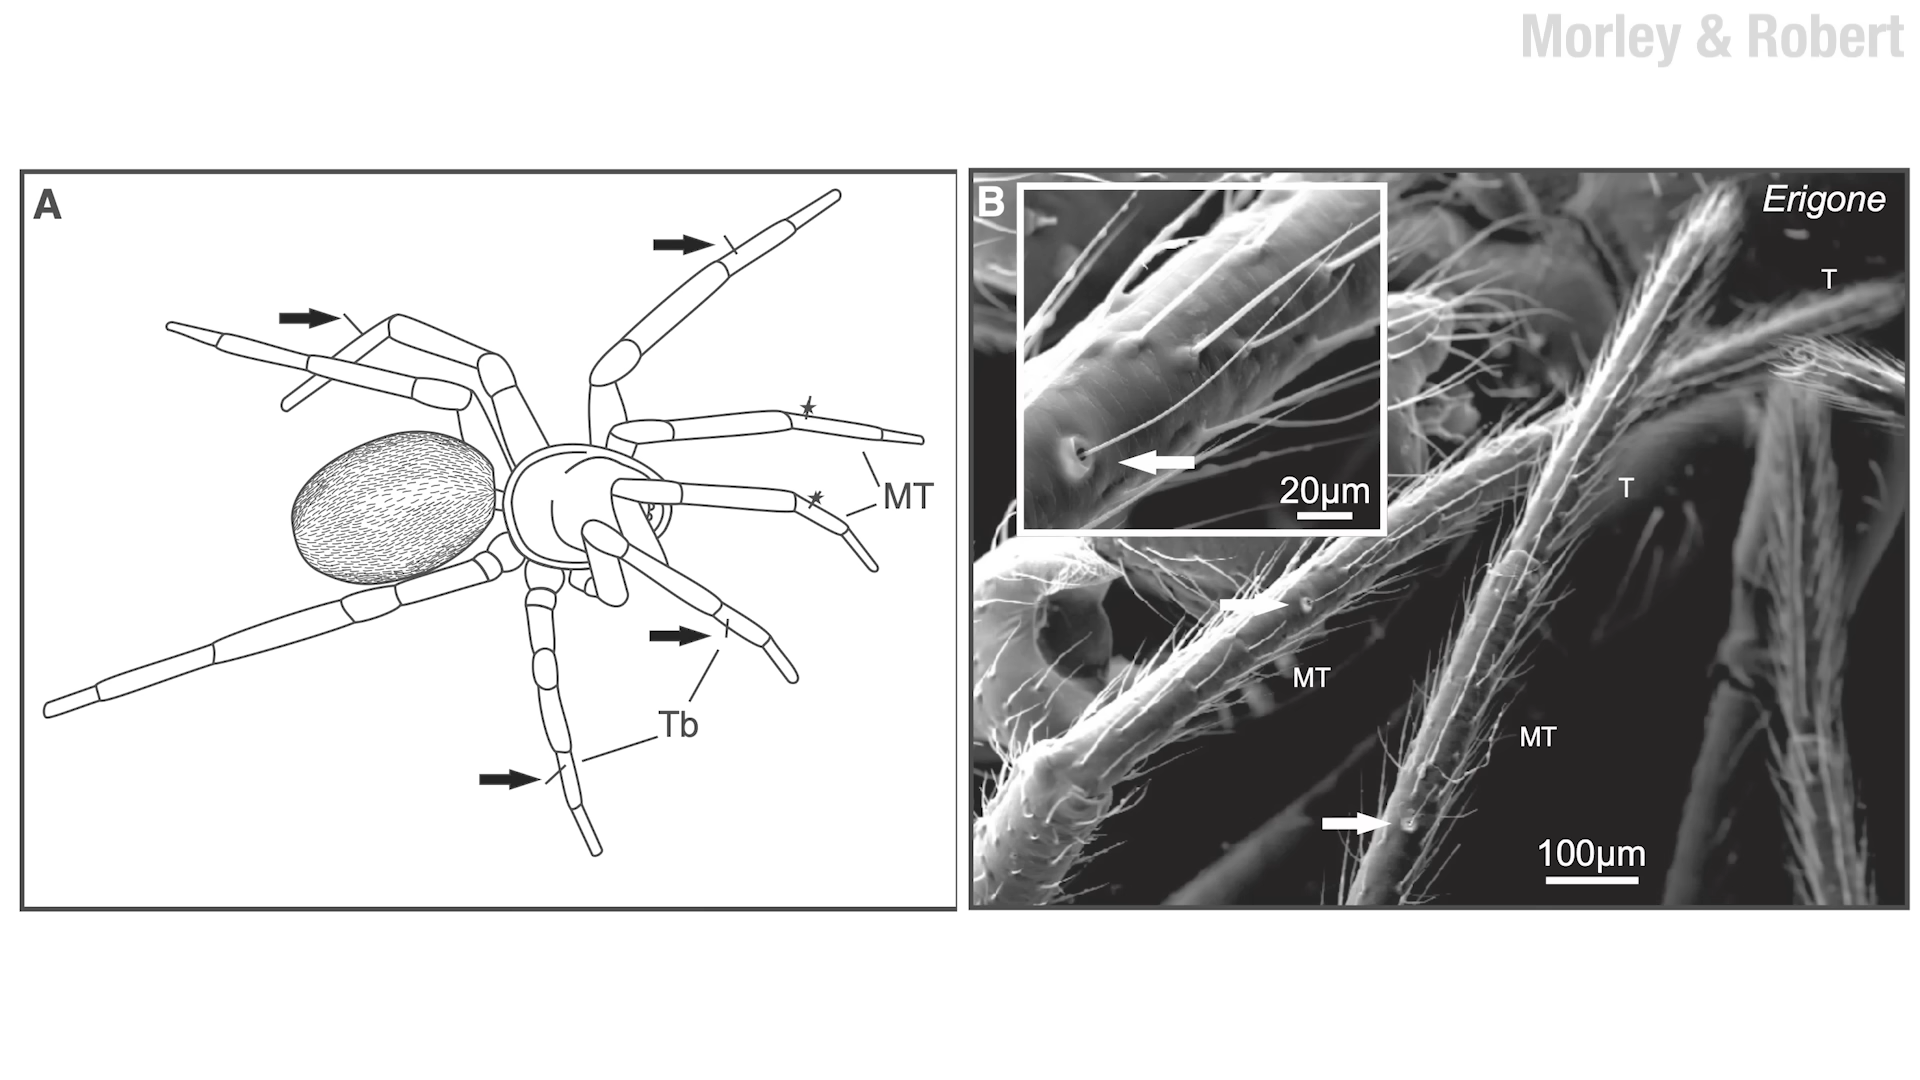 Morley & Robert
A
MT
Tb
B
Erigone
T
20µm
T
MT
MT
100µm